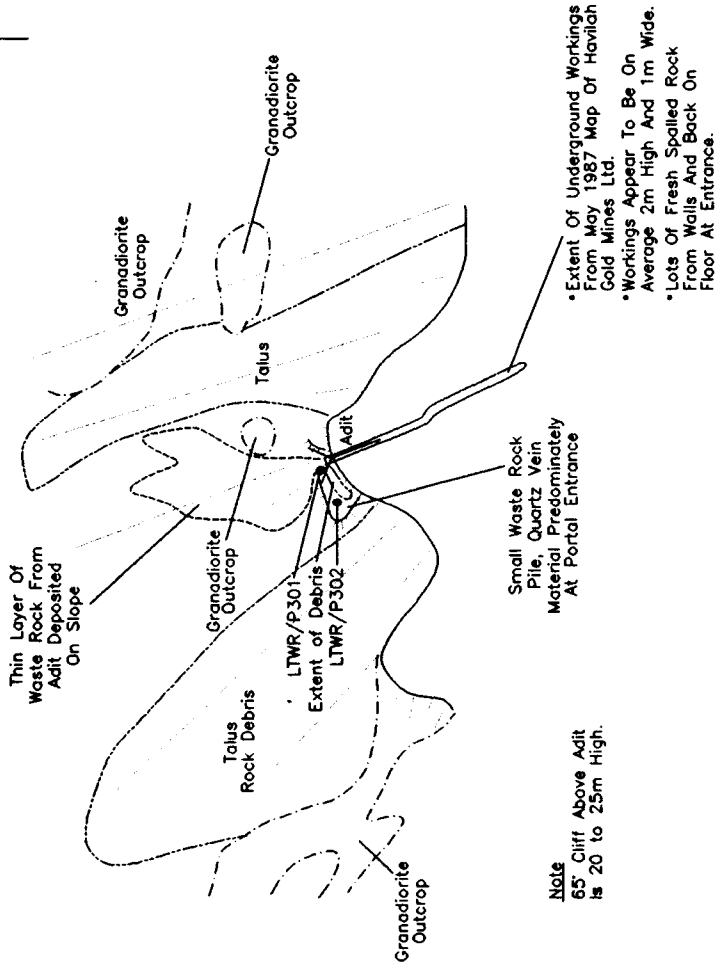 Thin Layer Of
Waste Rock From
Adit Deposited
On Slope
Granadiorite
Outcrop
Granadiorite
Outcrop
Talus
Granadiorite
Outcrop
Talus
Rock Debris
LTWR/P301
Extent of Debris
LTWR/P302
Adit
Granadiorite
Outcrop
Small Waste Rock
Pile, Quartz Vein
Material Predominately
At Portal Entrance
*Extent Of Underground Workings
From May 1987 Map Of Havilah
Gold Mines Ltd.
*Workings Appear To Be On
Average 2m High And 1m Wide.
*Lots Of Fresh Spalled Rock
From Walls And Back On
Floor At Entrance.
Note
65° Cliff Above Adit
Is 20 to 25m High.